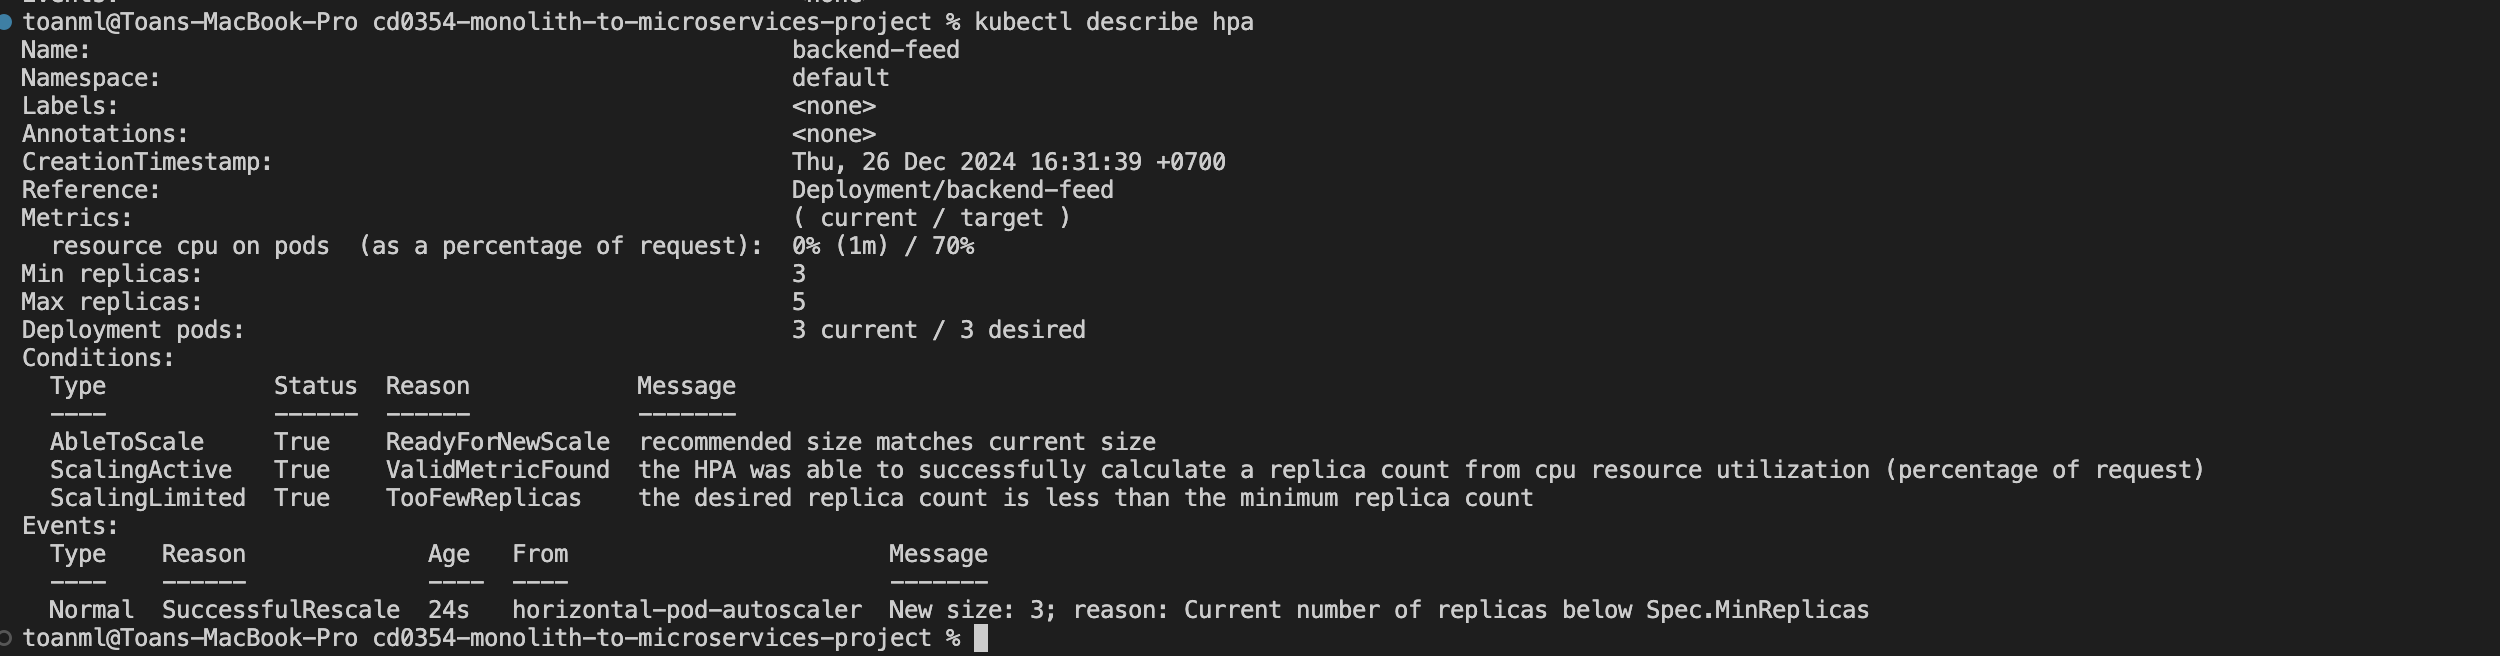 Events:
toanml@Toans-MacBook-Pro cd0354-monolith-to-microservices-project % kubectl describe hpa
Name: backend-feed
Namespace: default
Labels: <none>
Annotations: <none>
CreationTimestamp: Thu, 26 Dec 2024 16:31:39 +0700
Reference: Deployment/backend-feed
Metrics: ( current / target )
  resource cpu on pods  (as a percentage of request): 0% (1m) / 70%
Min replicas: 3
Max replicas: 5
Deployment pods: 3 current / 3 desired
Conditions:
  Type            Status  Reason            Message
  ----            ------  ------            -------
  AbleToScale     True    ReadyForNewScale  recommended size matches current size
  ScalingActive   True    ValidMetricFound  the HPA was able to successfully calculate a replica count from cpu resource utilization (percentage of request)
  ScalingLimited  True    TooFewReplicas    the desired replica count is less than the minimum replica count
Events:
  Type    Reason             Age   From                       Message
  ----    ------             ----  ----                       -------
  Normal  SuccessfulRescale  24s   horizontal-pod-autoscaler  New size: 3; reason: Current number of replicas below Spec.MinReplicas
toanml@Toans-MacBook-Pro cd0354-monolith-to-microservices-project %